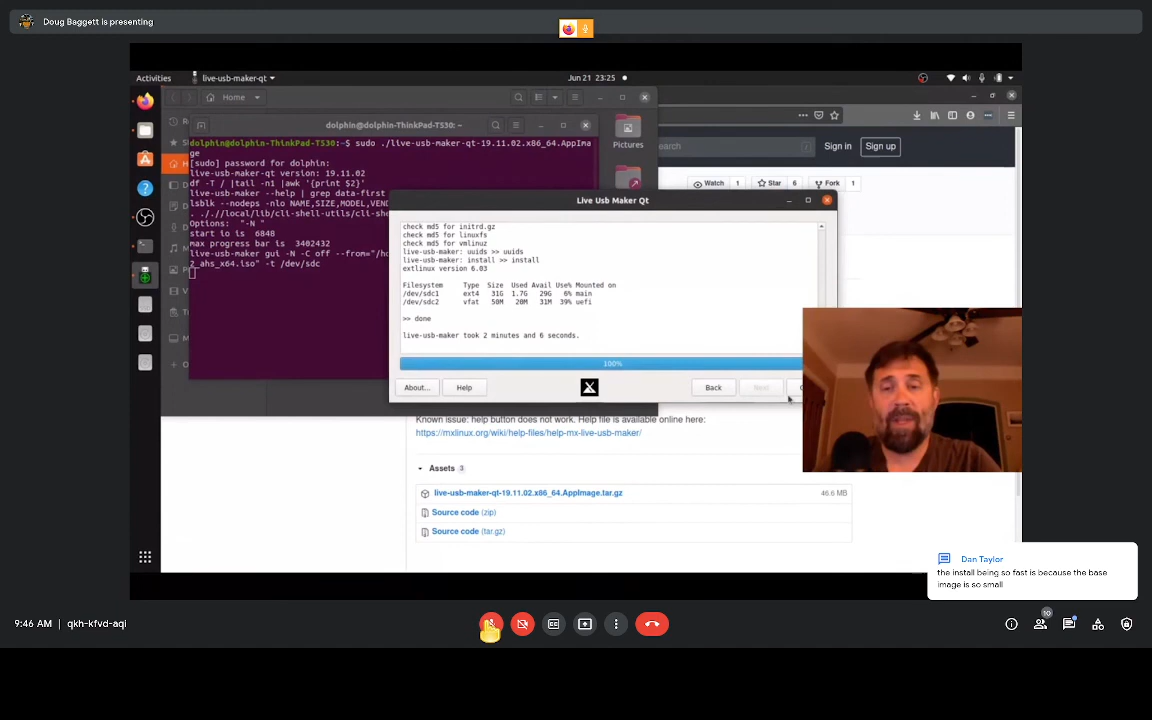 Doug Baggett is presenting
Activities
live-usb-maker-qt
Jun 21 23:25
Home
dolphin@dolphin-ThinkPad-T530: ~
dolphin@dolphin-ThinkPad-T530:~$ sudo ./live-usb-maker-qt-19.11.02.x86_64.AppIma
ge
[sudo] password for dolphin:
live-usb-maker-qt version: 19.11.02
df -T / |tail -n1 |awk '{print $2}'
live-usb-maker --help | grep data-first
lsblk --nodeps -nlo NAME,SIZE,MODEL,VEND
. ././/local/lib/cli-shell-utils/cli-she
Options: "-N "
start io is 6848
max progress bar is 3402432
live-usb-maker gui -N -C off --from="/ho
2_ahs_x64.iso" -t /dev/sdc
Pictures
Sign in
Sign up
Watch 1
Star 6
Fork 1
Live Usb Maker Qt
check md5 for initrd.gz
check md5 for linuxfs
check md5 for vmlinuz
live-usb-maker: uuids >> uuids
live-usb-maker: install >> install
extlinux version 6.03
Filesystem Type Size Used Avail Use% Mounted on
/dev/sdc1 ext4 31G 1.7G 29G 6% main
/dev/sdc2 vfat 50M 20M 31M 39% uefi
>> done
live-usb-maker took 2 minutes and 6 seconds.
100%
About...
Help
Back
Next
Known issue: help button does not work. Help file is available online here:
https://mxlinux.org/wiki/help-files/help-mx-live-usb-maker/
Assets 3
live-usb-maker-qt-19.11.02.x86_64.AppImage.tar.gz
46.6 MB
Source code (zip)
Source code (tar.gz)
Dan Taylor
the install being so fast is because the base
image is so small
9:46 AM | qkh-kfvd-aqi
10